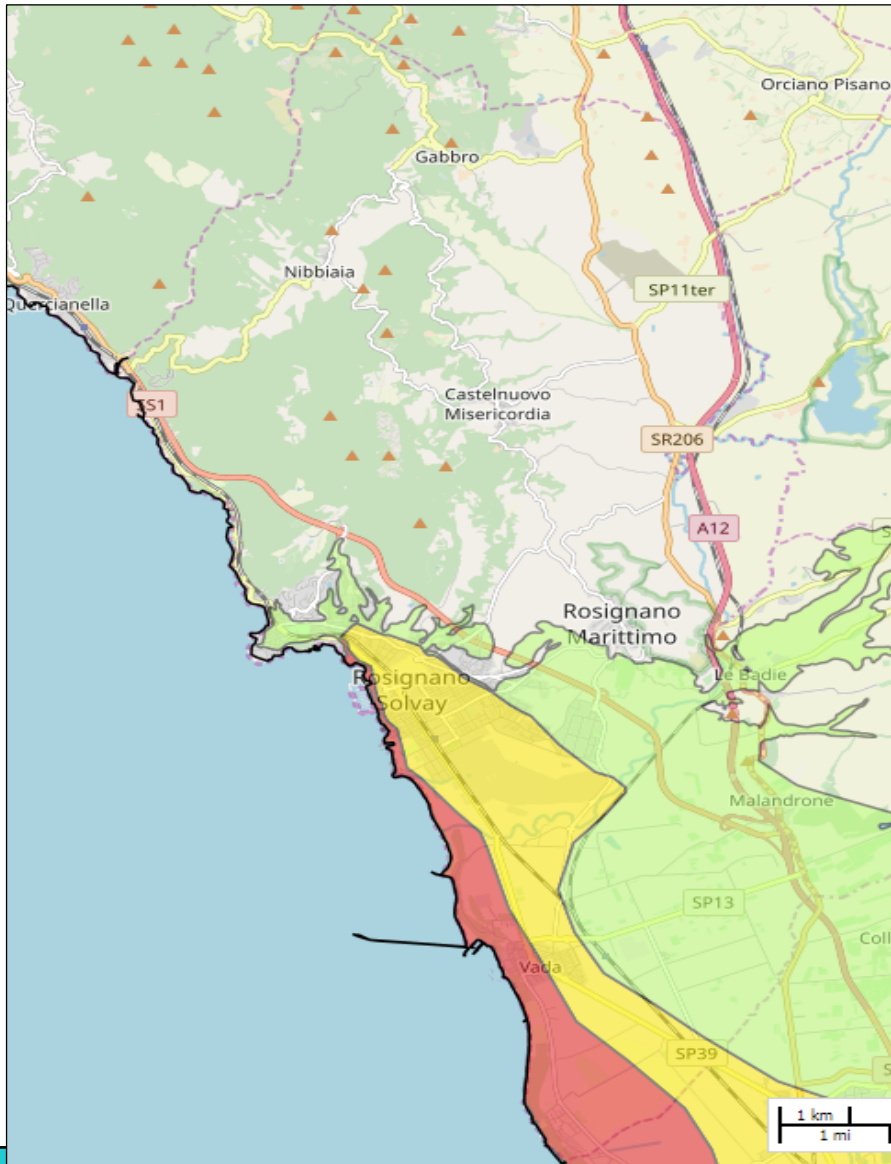 Orciano Pisano
Gabbro
Nibbiaia
SP11ter
Quercianella
Castelnuovo
Misericordia
SS1
SR206
A12
Rosignano
Marittimo
Le Badie
Rosignano
Solvay
Malandrone
SP13
Coll
Vada
SP39
1 km
1 mi